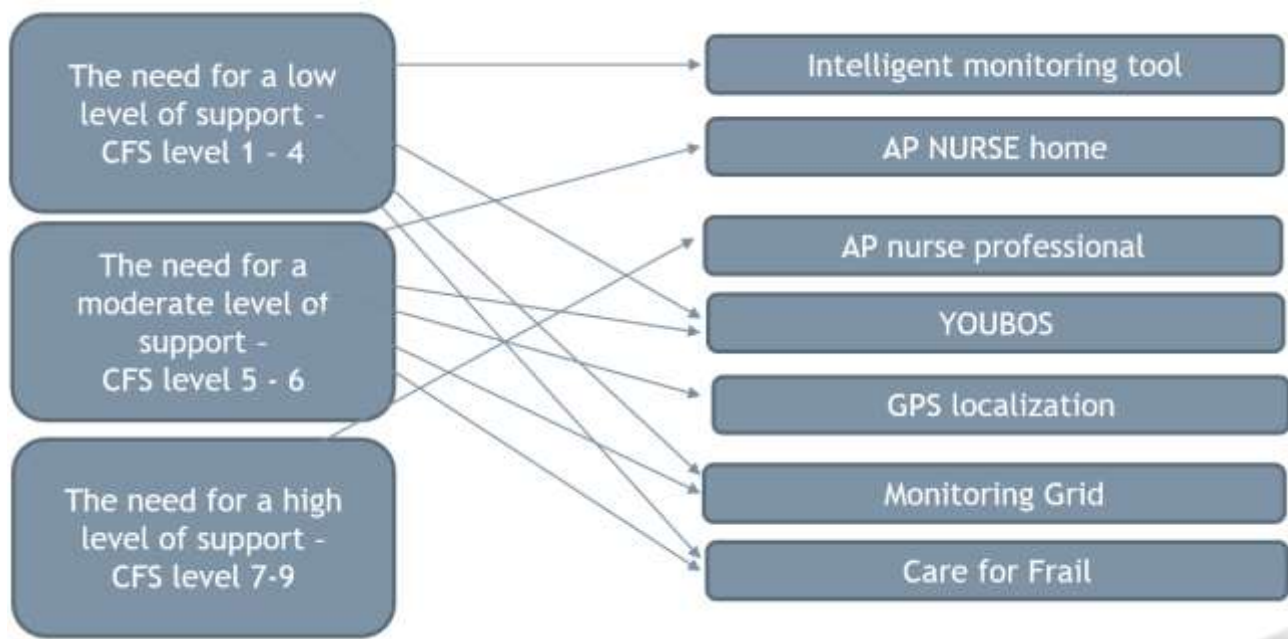 The need for a low
level of support –
CFS level 1 – 4
The need for a
moderate level of
support –
CFS level 5 - 6
The need for a high
level of support –
CFS level 7-9
Intelligent monitoring tool
AP NURSE home
AP nurse professional
YOUBOS
GPS localization
Monitoring Grid
Care for Frail